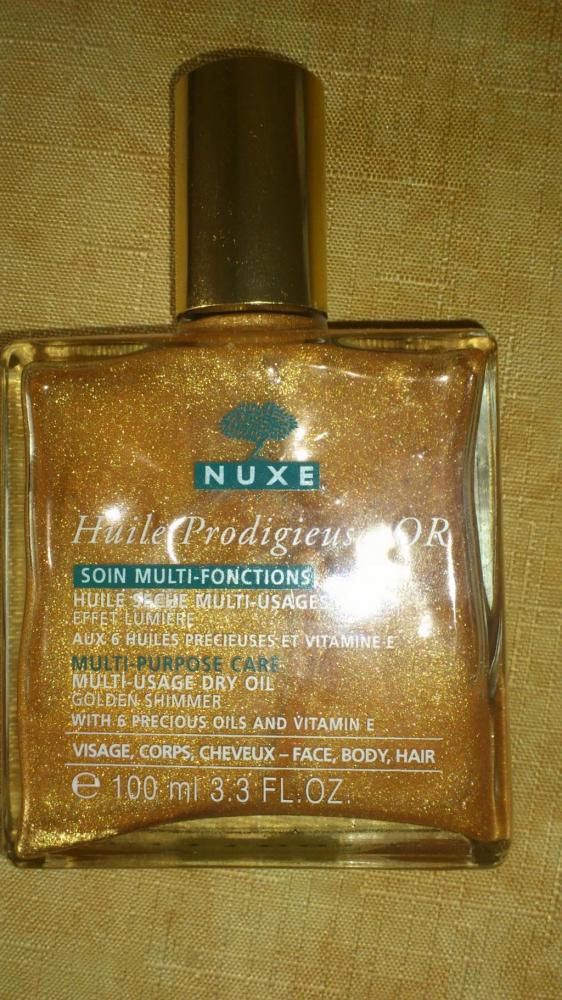 NUXE
Huile Prodigieuse OR
SOIN MULTI-FONCTIONS
HUILE SÈCHE MULTI-USAGES
EFFET LUMIÈRE
AUX 6 HUILES PRÉCIEUSES ET VITAMINE E
MULTI-PURPOSE CARE
MULTI-USAGE DRY OIL
GOLDEN SHIMMER
WITH 6 PRECIOUS OILS AND VITAMIN E
VISAGE, CORPS, CHEVEUX – FACE, BODY, HAIR
℮ 100 ml 3.3 FL.OZ.